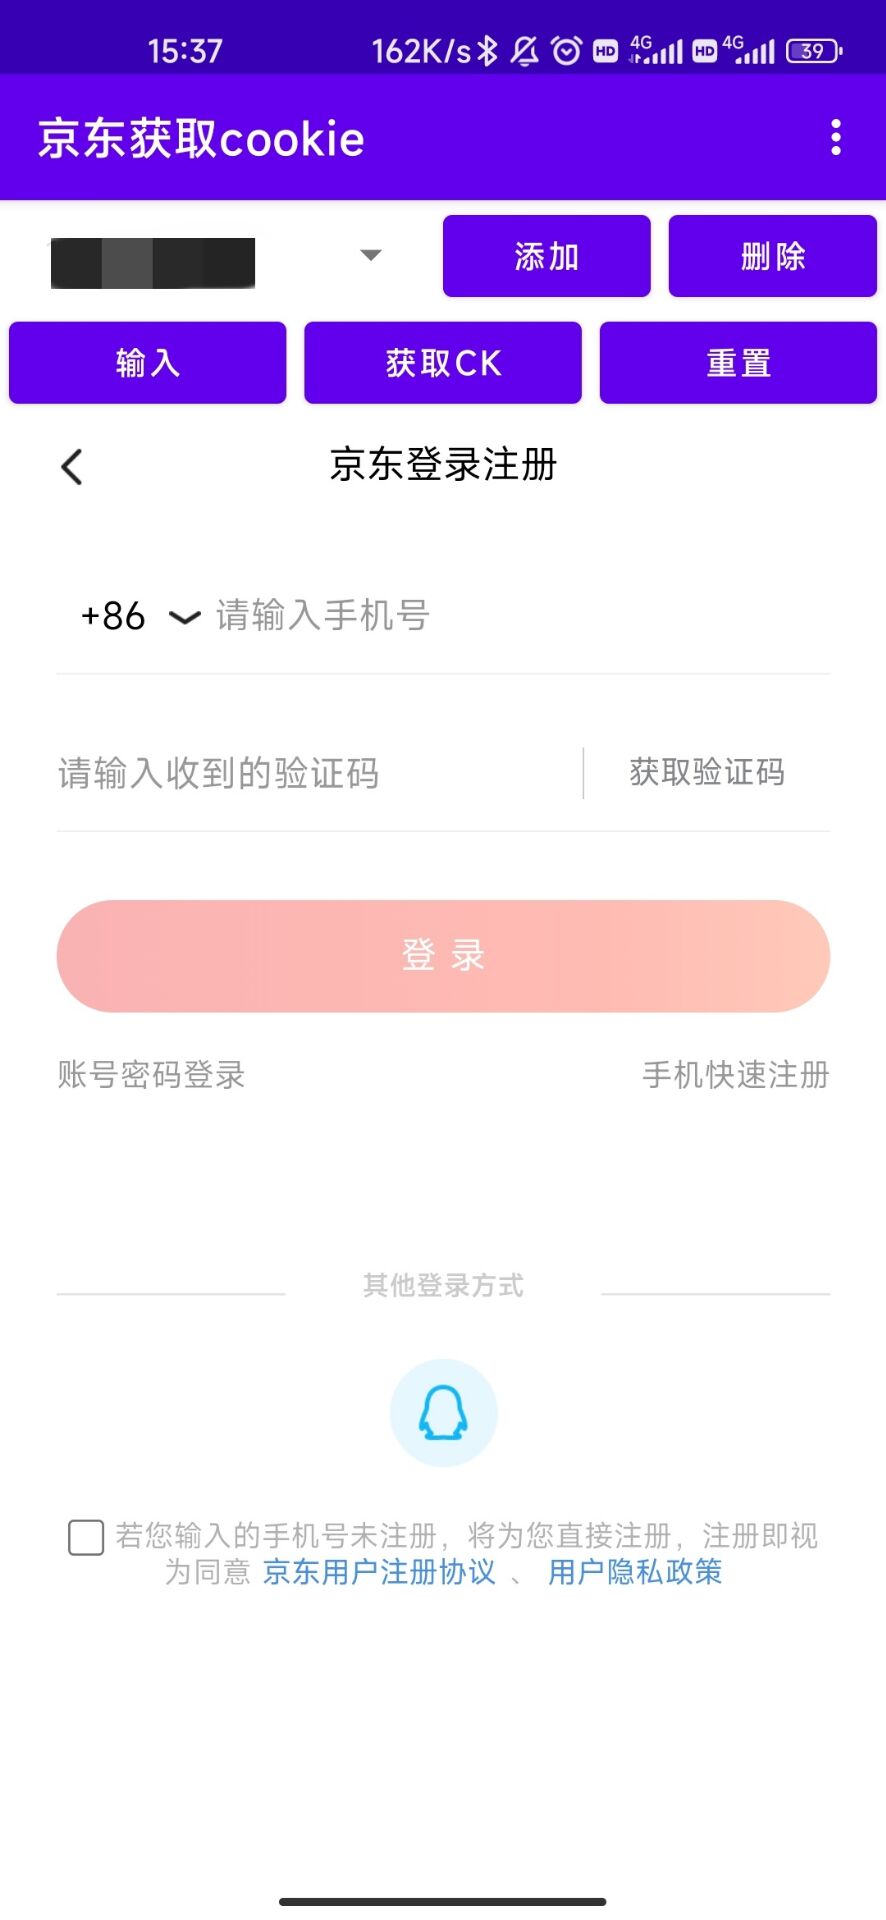 15:37 162K/s HD 4G HD 4G 39
京东获取cookie
添加 删除
输入 获取CK 重置
京东登录注册
+86 请输入手机号
请输入收到的验证码 获取验证码
登 录
账号密码登录 手机快速注册
其他登录方式
若您输入的手机号未注册，将为您直接注册，注册即视
为同意 京东用户注册协议 、 用户隐私政策